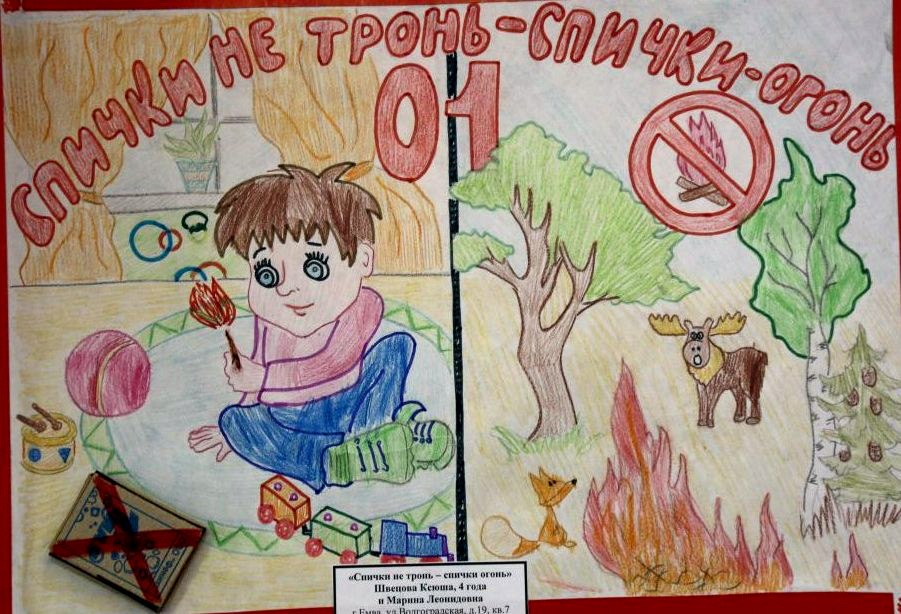 СПИЧКИ НЕ ТРОНЬ-СПИЧКИ-ОГОНЬ
01
«Спички не тронь – спички огонь»
Швецова Ксюша, 4 года
и Марина Леонидовна
г.Емва, ул.Волгоградская, д.19, кв.7